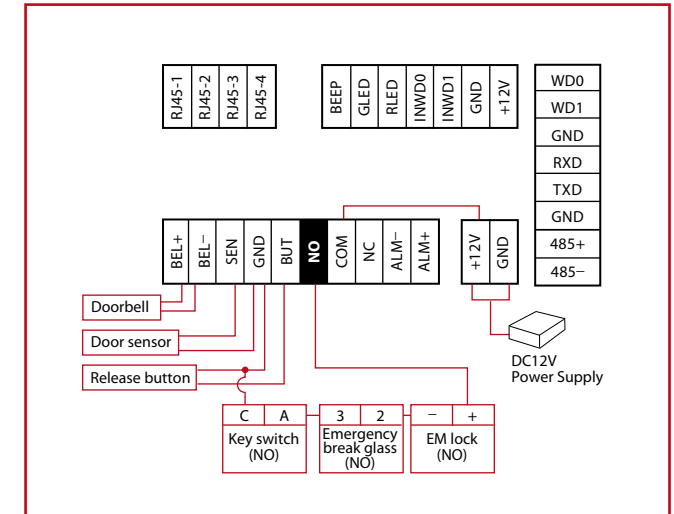 RJ45-1
RJ45-2
RJ45-3
RJ45-4
BEEP
GLED
RLED
INWD0
INWD1
GND
+12V
WD0
WD1
GND
RXD
TXD
GND
485+
485−
BEL+
BEL−
SEN
GND
BUT
NO
COM
NC
ALM−
ALM+
+12V
GND
Doorbell
Door sensor
Release button
DC12V
Power Supply
C A
Key switch
(NO)
3 2
Emergency
break glass
(NO)
− +
EM lock
(NO)